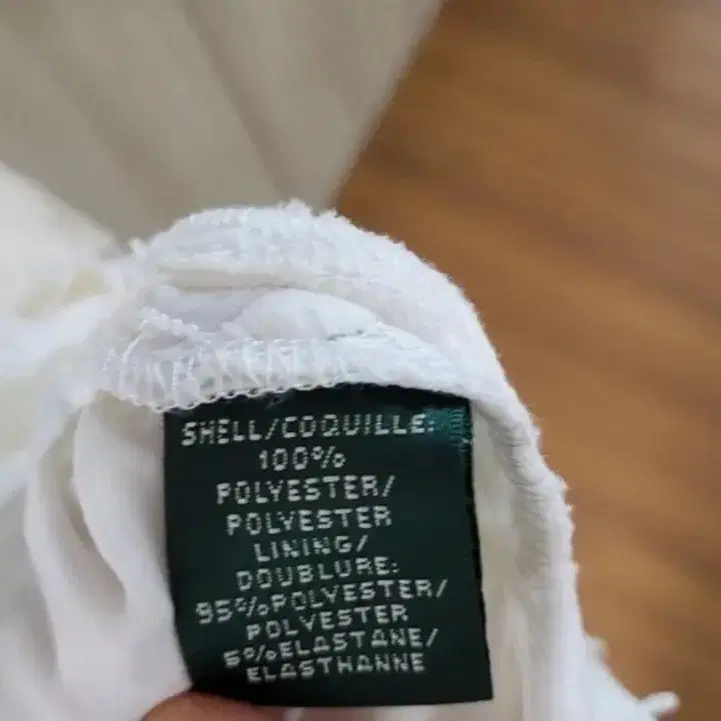 SHELL/COQUILLE:
100%
POLYESTER/
POLYESTER
LINING/
DOUBLURE:
95%POLYESTER/
POLYESTER
5%ELASTANE/
ELASTHANNE